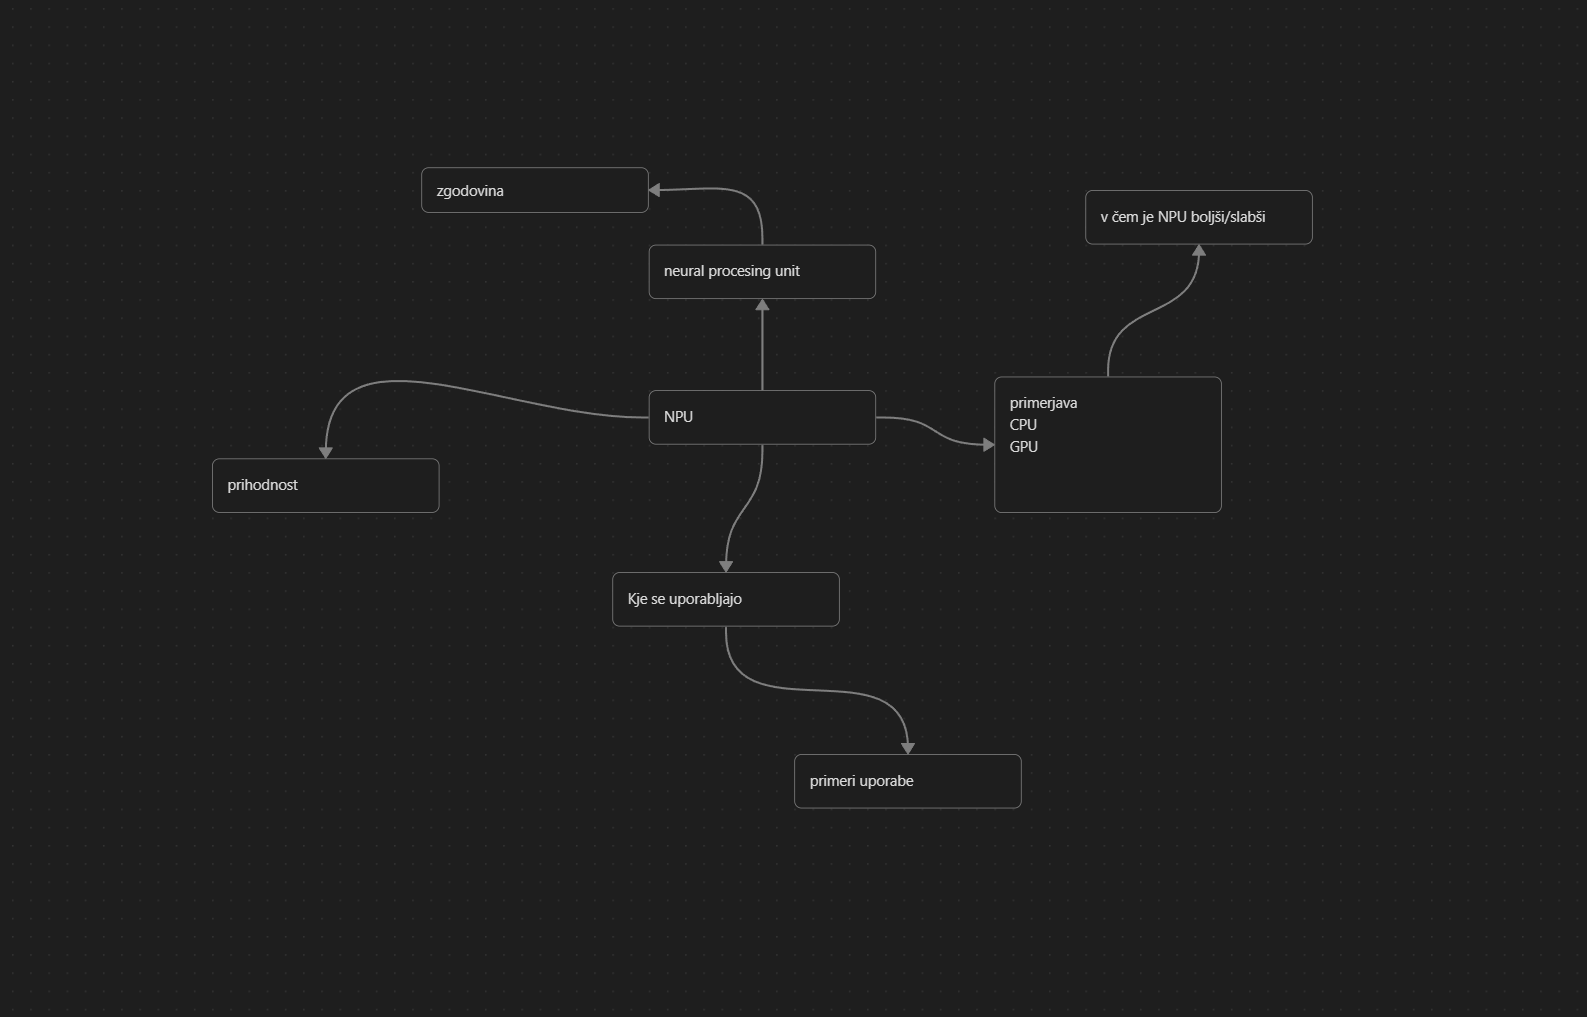 zgodovina
v čem je NPU boljši/slabši
neural procesing unit
NPU
primerjava
CPU
GPU
prihodnost
Kje se uporabljajo
primeri uporabe